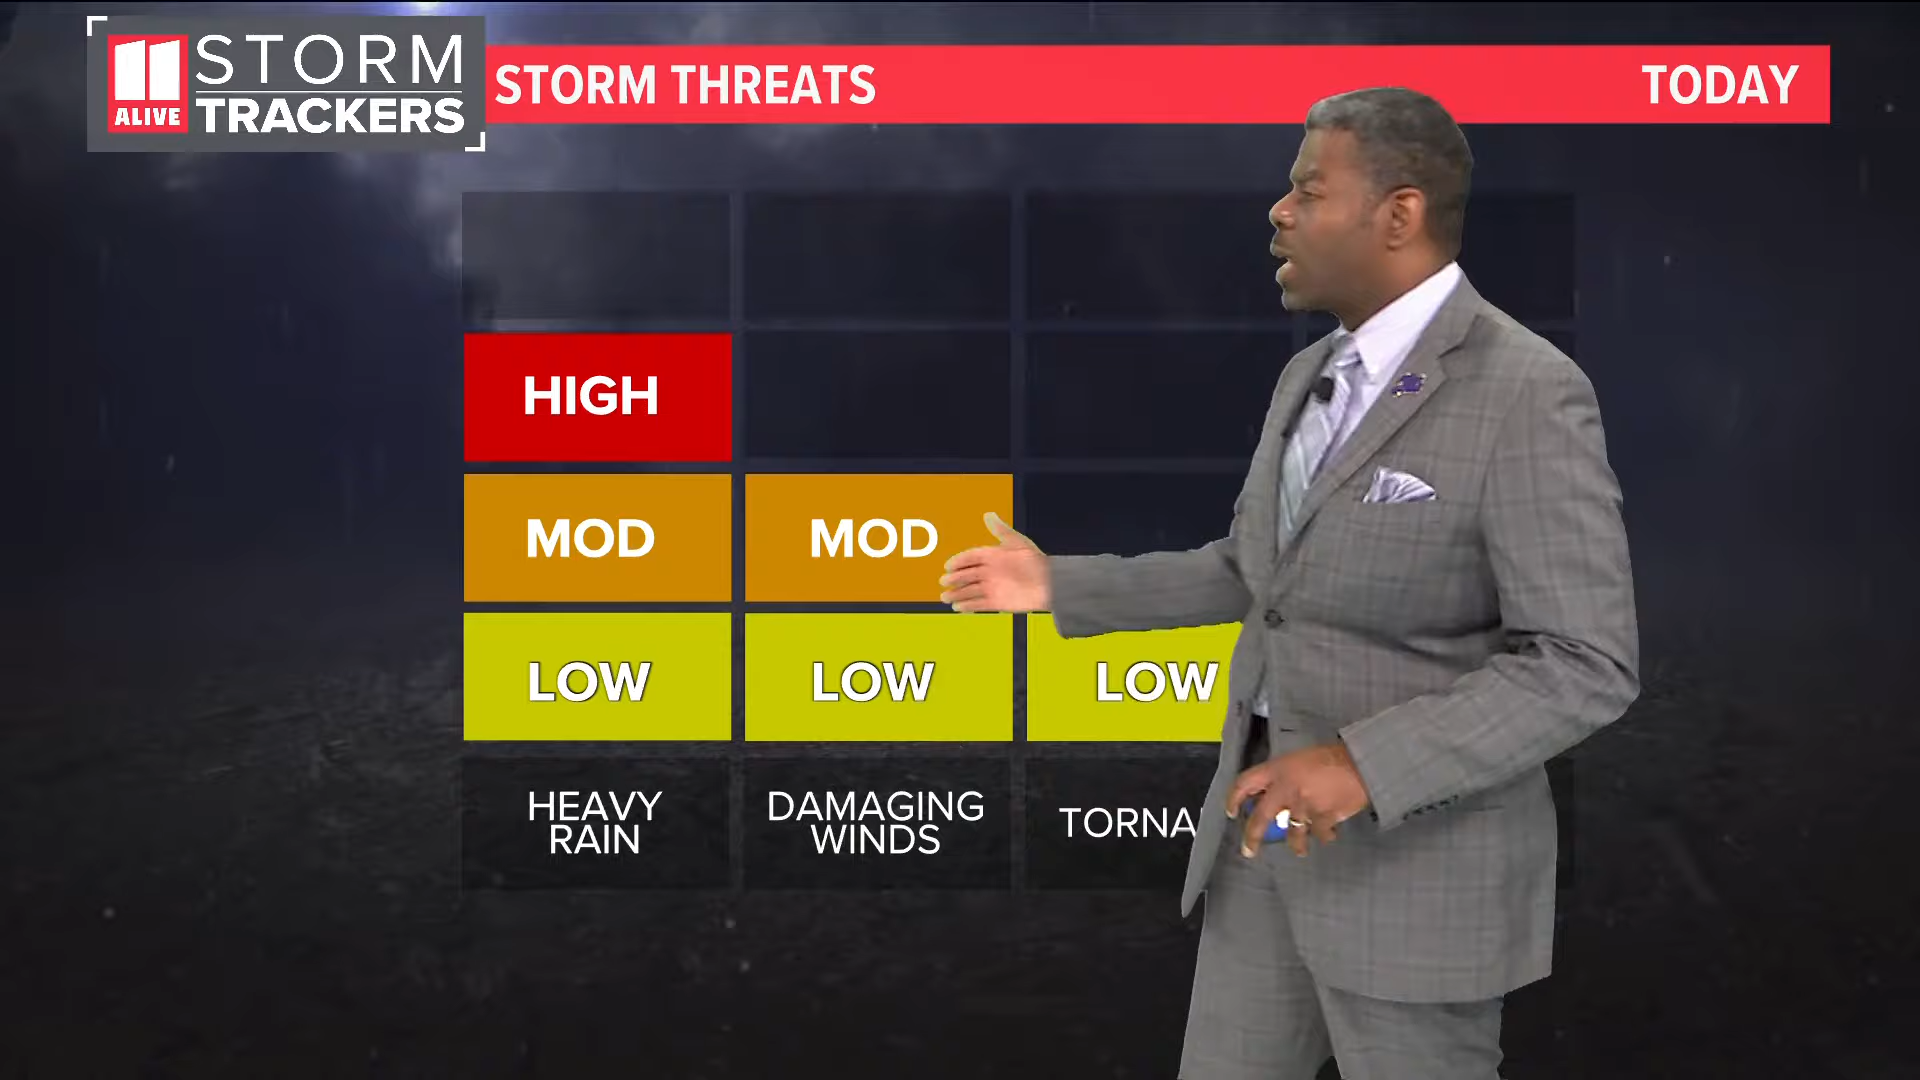 11
ALIVE
STORM
TRACKERS
STORM THREATS
TODAY
HIGH
MOD
MOD
LOW
LOW
LOW
HEAVY
RAIN
DAMAGING
WINDS